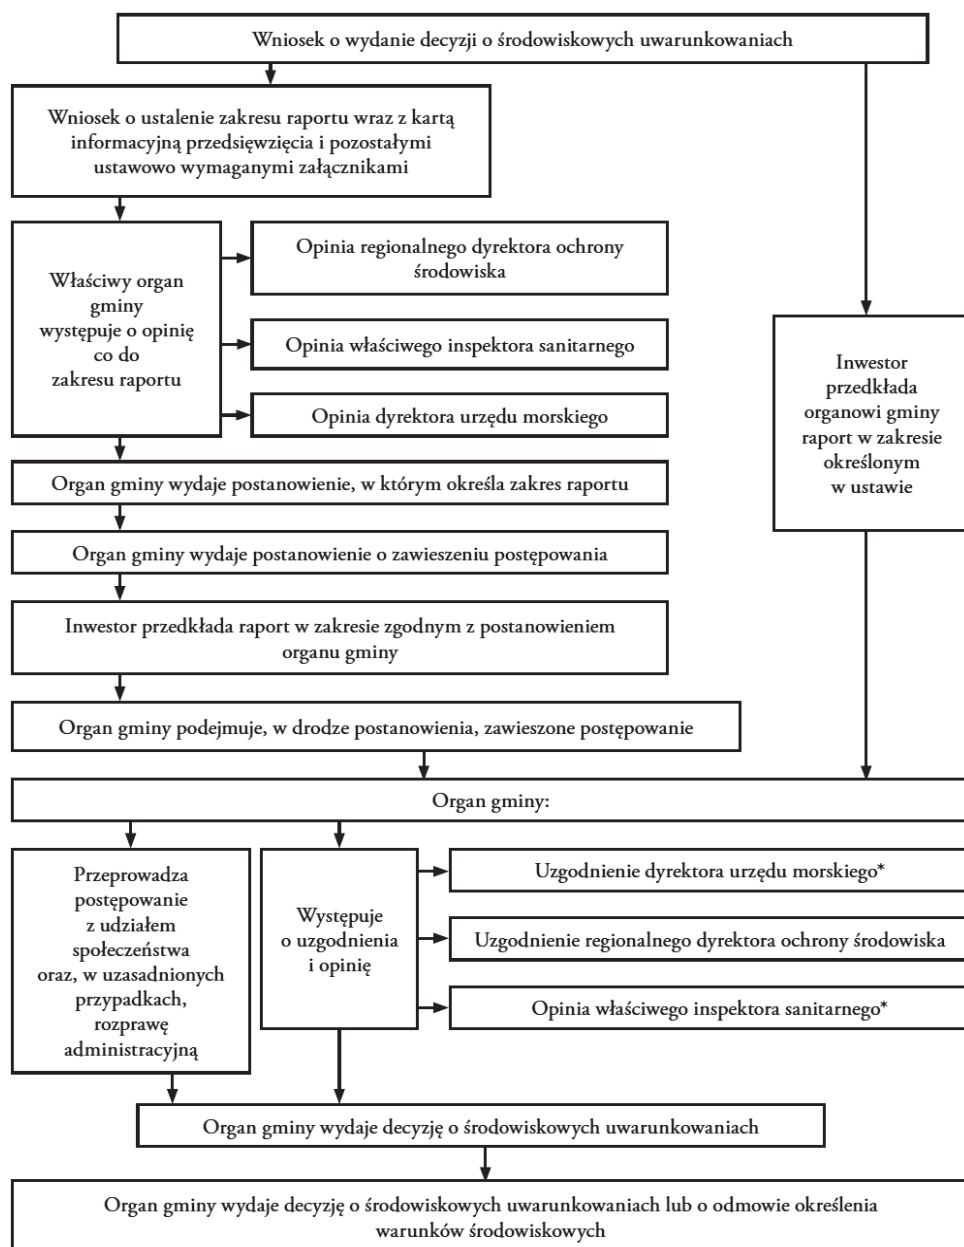 Wniosek o wydanie decyzji o środowiskowych uwarunkowaniach
Wniosek o ustalenie zakresu raportu wraz z kartą
informacyjną przedsięwzięcia i pozostałymi
ustawowo wymaganymi załącznikami
Właściwy organ
gminy
występuje o opinię
co do
zakresu raportu
Opinia regionalnego dyrektora ochrony
środowiska
Opinia właściwego inspektora sanitarnego
Opinia dyrektora urzędu morskiego
Inwestor
przedkłada
organowi gminy
raport w zakresie
określonym
w ustawie
Organ gminy wydaje postanowienie, w którym określa zakres raportu
Organ gminy wydaje postanowienie o zawieszeniu postępowania
Inwestor przedkłada raport w zakresie zgodnym z postanowieniem
organu gminy
Organ gminy podejmuje, w drodze postanowienia, zawieszone postępowanie
Organ gminy:
Przeprowadza
postępowanie
z udziałem
społeczeństwa
oraz, w uzasadnionych
przypadkach,
rozprawę
administracyjną
Występuje
o uzgodnienia
i opinię
Uzgodnienie dyrektora urzędu morskiego*
Uzgodnienie regionalnego dyrektora ochrony środowiska
Opinia właściwego inspektora sanitarnego*
Organ gminy wydaje decyzję o środowiskowych uwarunkowaniach
Organ gminy wydaje decyzję o środowiskowych uwarunkowaniach lub o odmowie określenia
warunków środowiskowych